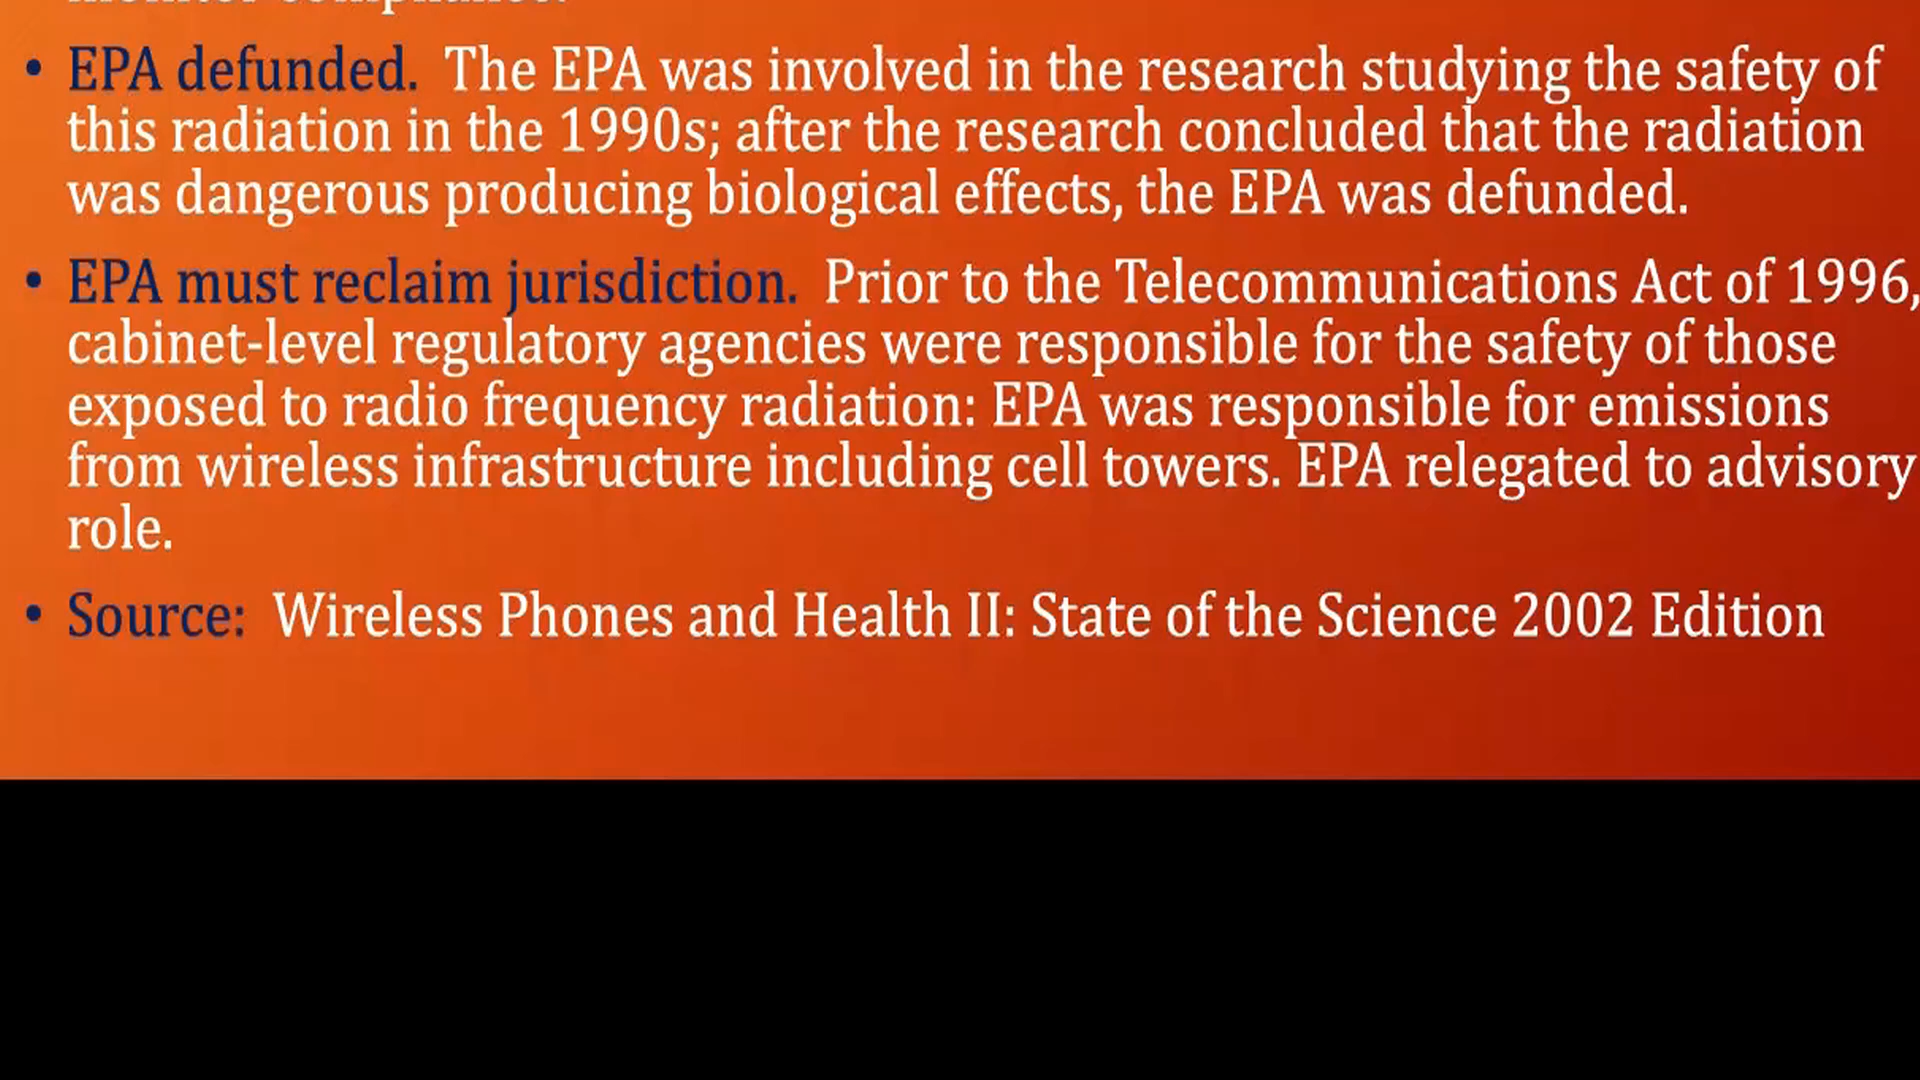 monitor compliance.
• EPA defunded. The EPA was involved in the research studying the safety of
this radiation in the 1990s; after the research concluded that the radiation
was dangerous producing biological effects, the EPA was defunded.
• EPA must reclaim jurisdiction. Prior to the Telecommunications Act of 1996,
cabinet-level regulatory agencies were responsible for the safety of those
exposed to radio frequency radiation: EPA was responsible for emissions
from wireless infrastructure including cell towers. EPA relegated to advisory
role.
• Source: Wireless Phones and Health II: State of the Science 2002 Edition